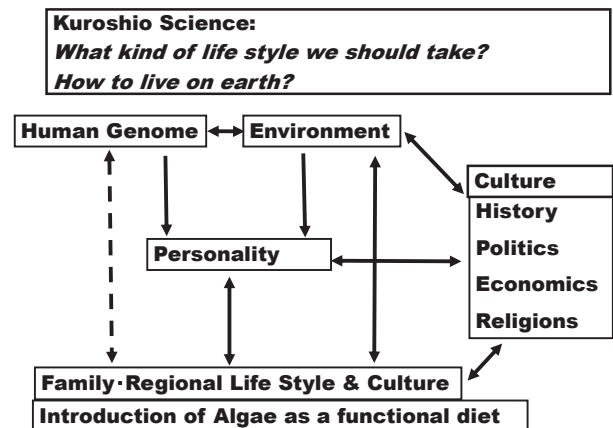 Kuroshio Science:
What kind of life style we should take?
How to live on earth?
Human Genome
Environment
Culture
History
Politics
Economics
Religions
Personality
Family·Regional Life Style & Culture
Introduction of Algae as a functional diet